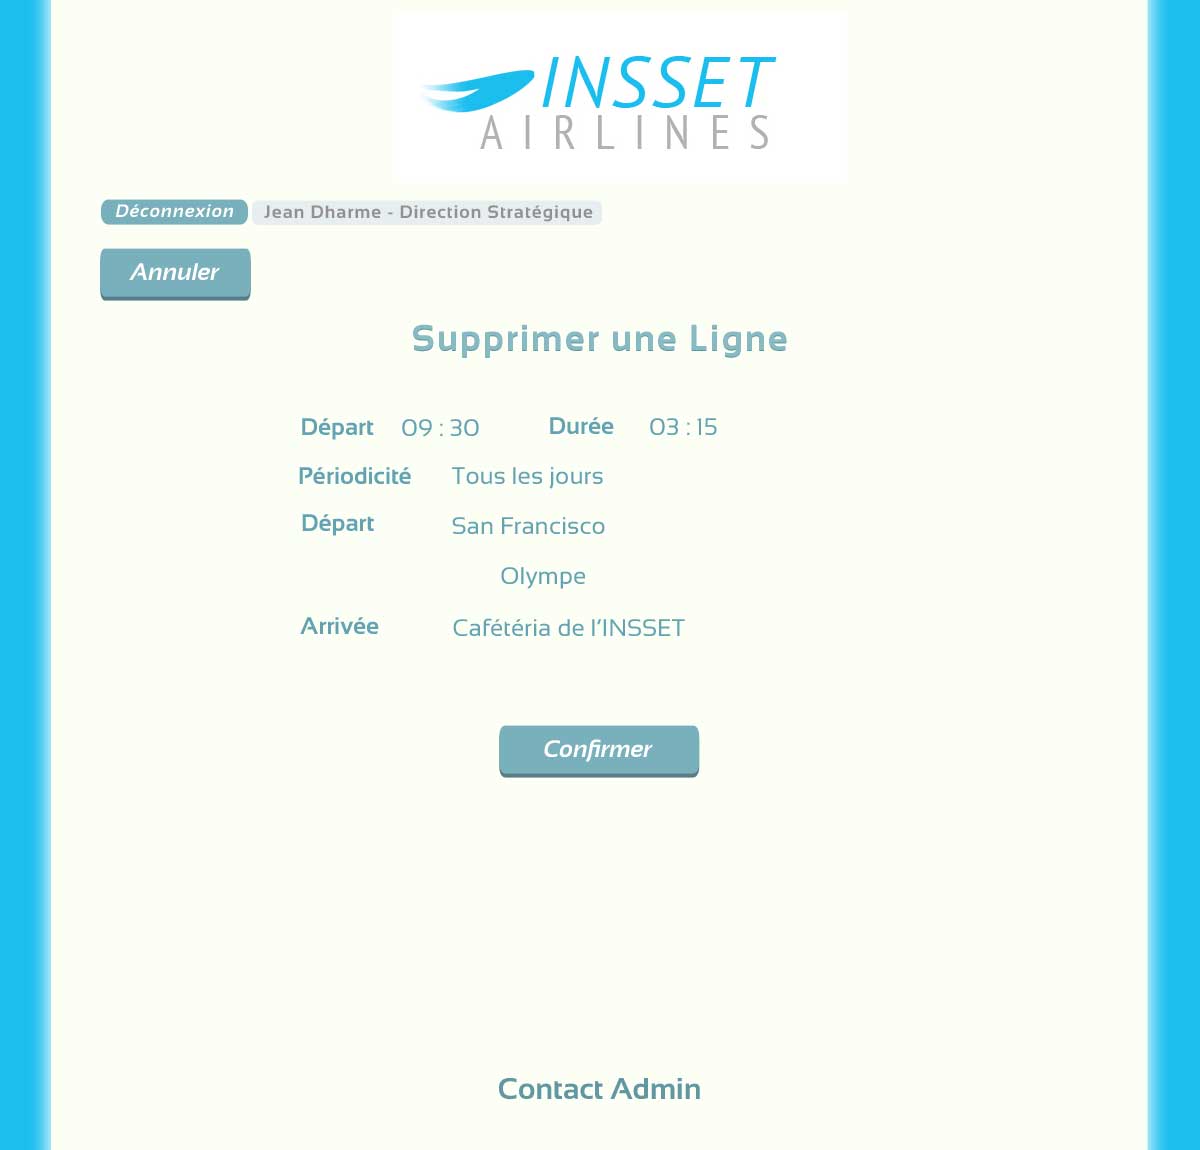 INSSET
AIRLINES
Déconnexion Jean Dharme - Direction Stratégique
Annuler
Supprimer une Ligne
Départ 09 : 30 Durée 03 : 15
Périodicité Tous les jours
Départ San Francisco
Olympe
Arrivée Cafétéria de l’INSSET
Confirmer
Contact Admin